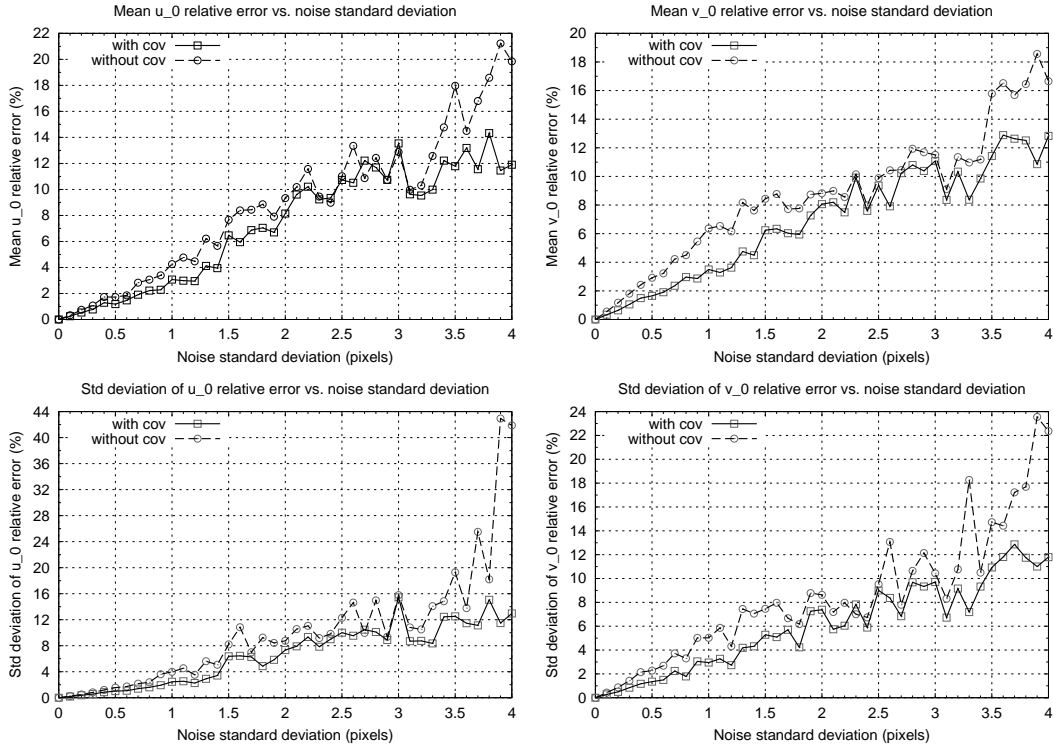 Mean u_0 relative error vs. noise standard deviation
Mean u_0 relative error (%)
22
20
18
16
14
12
10
8
6
4
2
0
with cov
without cov
0 0.5 1 1.5 2 2.5 3 3.5 4
Noise standard deviation (pixels)
Mean v_0 relative error vs. noise standard deviation
Mean v_0 relative error (%)
20
18
16
14
12
10
8
6
4
2
0
with cov
without cov
0 0.5 1 1.5 2 2.5 3 3.5 4
Noise standard deviation (pixels)
Std deviation of u_0 relative error vs. noise standard deviation
Std deviation of u_0 relative error (%)
44
40
36
32
28
24
20
16
12
8
4
0
with cov
without cov
0 0.5 1 1.5 2 2.5 3 3.5 4
Noise standard deviation (pixels)
Std deviation of v_0 relative error vs. noise standard deviation
Std deviation of v_0 relative error (%)
24
22
20
18
16
14
12
10
8
6
4
2
0
with cov
without cov
0 0.5 1 1.5 2 2.5 3 3.5 4
Noise standard deviation (pixels)